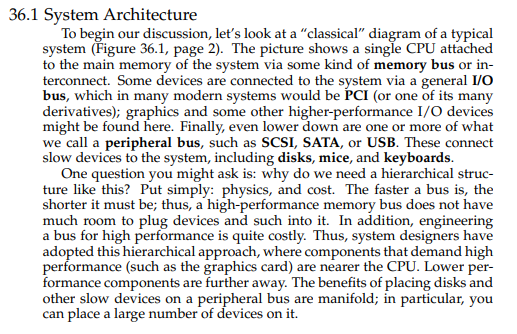 36.1 System Architecture
To begin our discussion, let's look at a “classical” diagram of a typical
system (Figure 36.1, page 2). The picture shows a single CPU attached
to the main memory of the system via some kind of memory bus or in-
terconnect. Some devices are connected to the system via a general I/O
bus, which in many modern systems would be PCI (or one of its many
derivatives); graphics and some other higher-performance I/O devices
might be found here. Finally, even lower down are one or more of what
we call a peripheral bus, such as SCSI, SATA, or USB. These connect
slow devices to the system, including disks, mice, and keyboards.
One question you might ask is: why do we need a hierarchical struc-
ture like this? Put simply: physics, and cost. The faster a bus is, the
shorter it must be; thus, a high-performance memory bus does not have
much room to plug devices and such into it. In addition, engineering
a bus for high performance is quite costly. Thus, system designers have
adopted this hierarchical approach, where components that demand high
performance (such as the graphics card) are nearer the CPU. Lower per-
formance components are further away. The benefits of placing disks and
other slow devices on a peripheral bus are manifold; in particular, you
can place a large number of devices on it.